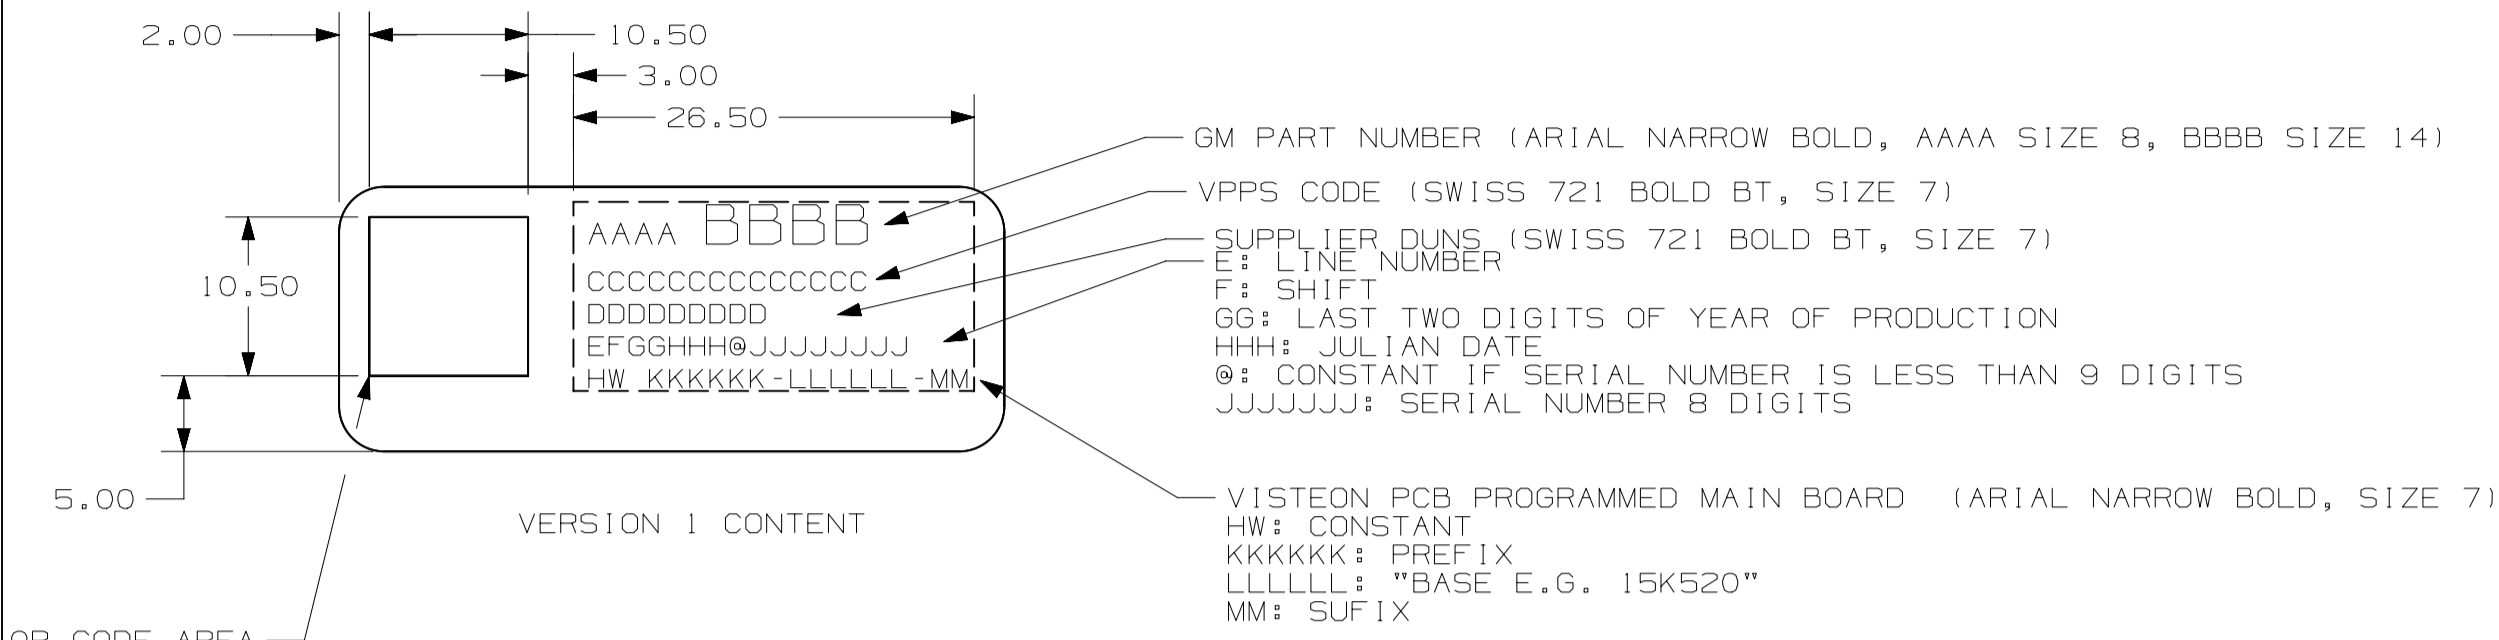 2.00
10.50
3.00
26.50
GM PART NUMBER (ARIAL NARROW BOLD, AAAA SIZE 8, BBBB SIZE 14)
VPPS CODE (SWISS 721 BOLD BT, SIZE 7)
AAAA BBBB
SUPPLIER DUNS (SWISS 721 BOLD BT, SIZE 7)
E: LINE NUMBER
CCCCCCCCCCCCCC
10.50
F: SHIFT
DDDDDDDDD
GG: LAST TWO DIGITS OF YEAR OF PRODUCTION
EFGGHHH@JJJJJJJJ
HHH: JULIAN DATE
HW KKKKKK-LLLLLL-MM
@: CONSTANT IF SERIAL NUMBER IS LESS THAN 9 DIGITS
JJJJJJJ: SERIAL NUMBER 8 DIGITS
5.00
VISTEON PCB PROGRAMMED MAIN BOARD (ARIAL NARROW BOLD, SIZE 7)
VERSION 1 CONTENT
HW: CONSTANT
KKKKKK: PREFIX
LLLLLL: "BASE E.G. 15K520"
MM: SUFIX
CODE AREA